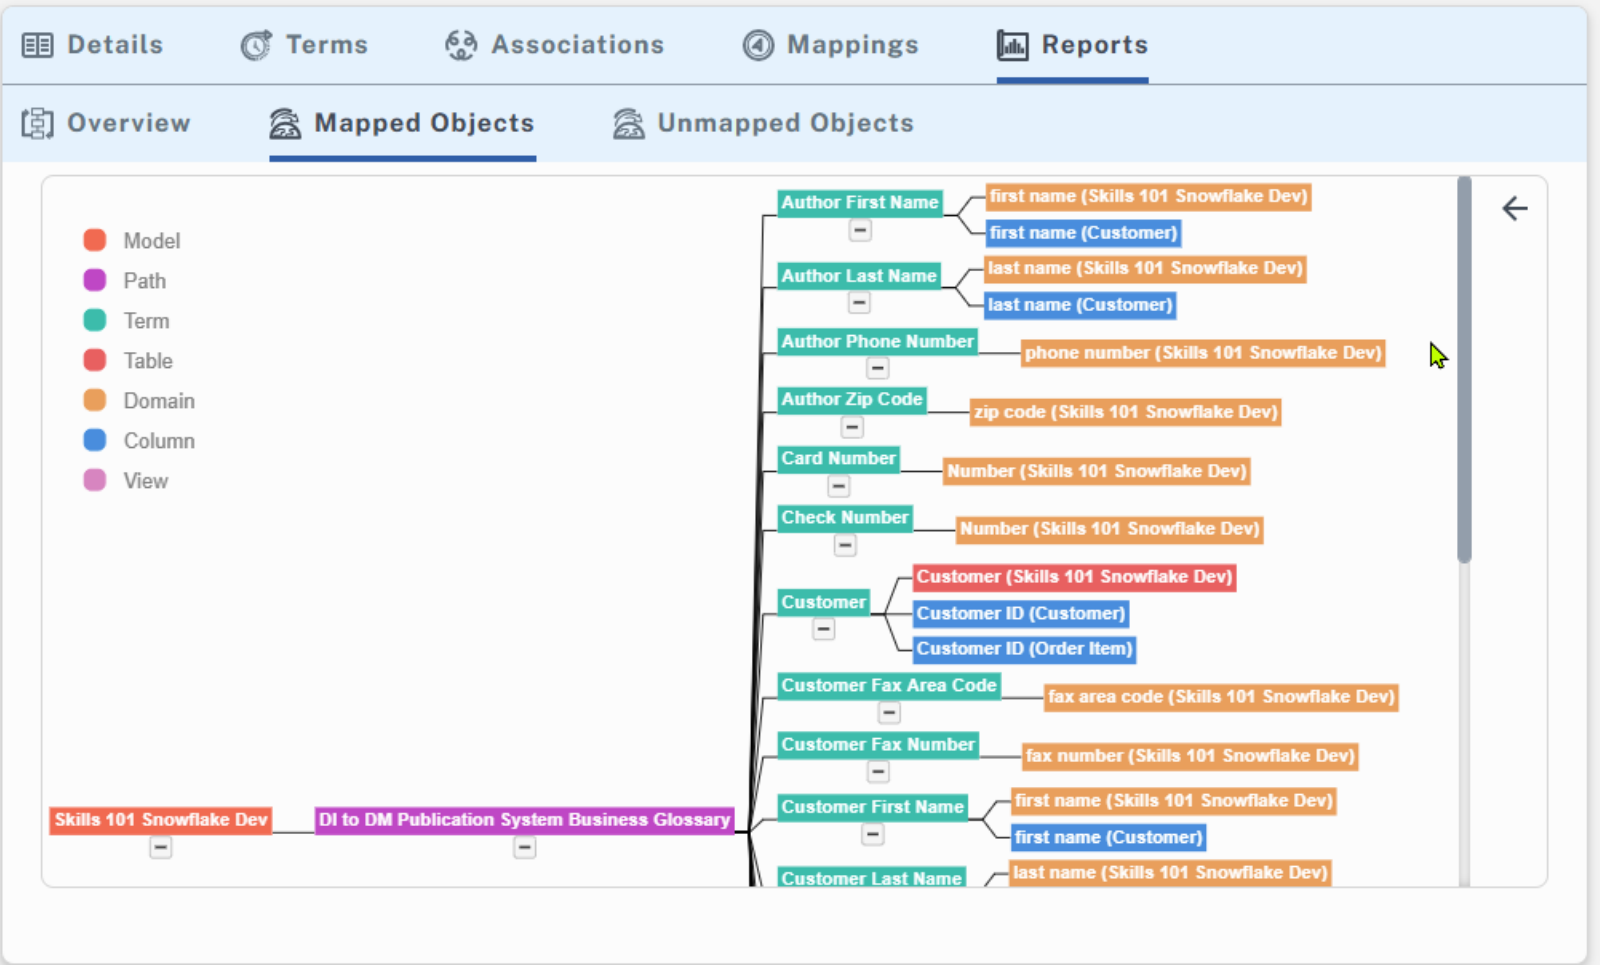 Details Terms Associations Mappings Reports
Overview Mapped Objects Unmapped Objects
Model
Path
Term
Table
Domain
Column
View
Skills 101 Snowflake Dev
DI to DM Publication System Business Glossary
Author First Name
first name (Skills 101 Snowflake Dev)
first name (Customer)
Author Last Name
last name (Skills 101 Snowflake Dev)
last name (Customer)
Author Phone Number
phone number (Skills 101 Snowflake Dev)
Author Zip Code
zip code (Skills 101 Snowflake Dev)
Card Number
Number (Skills 101 Snowflake Dev)
Check Number
Number (Skills 101 Snowflake Dev)
Customer
Customer (Skills 101 Snowflake Dev)
Customer ID (Customer)
Customer ID (Order Item)
Customer Fax Area Code
fax area code (Skills 101 Snowflake Dev)
Customer Fax Number
fax number (Skills 101 Snowflake Dev)
Customer First Name
first name (Skills 101 Snowflake Dev)
first name (Customer)
Customer Last Name
last name (Skills 101 Snowflake Dev)